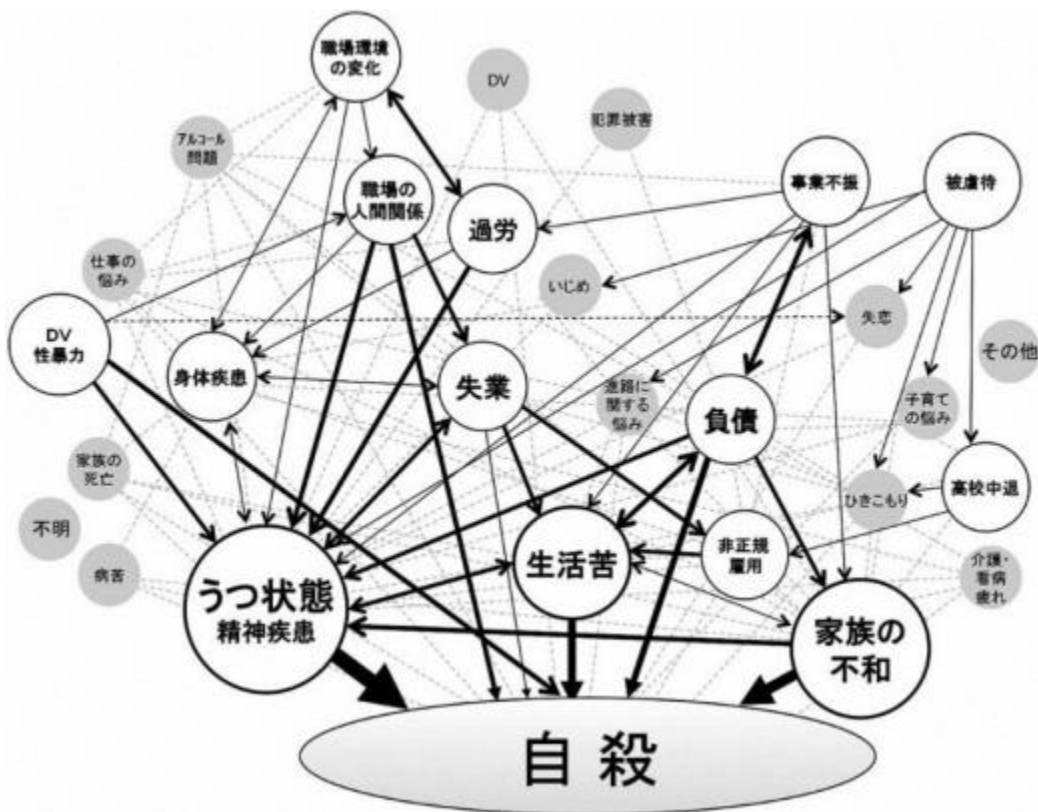 職場環境
の変化
DV
アルコール
問題
犯罪被害
職場の
人間関係
過労
事業不振
被虐待
仕事の
悩み
いじめ
失恋
DV
性暴力
その他
身体疾患
失業
進路に
関する
悩み
負債
子育て
の悩み
家族の
死亡
高校中退
ひきこもり
不明
病苦
うつ状態
精神疾患
生活苦
非正規
雇用
介護・
看病
疲れ
家族の
不和
自殺